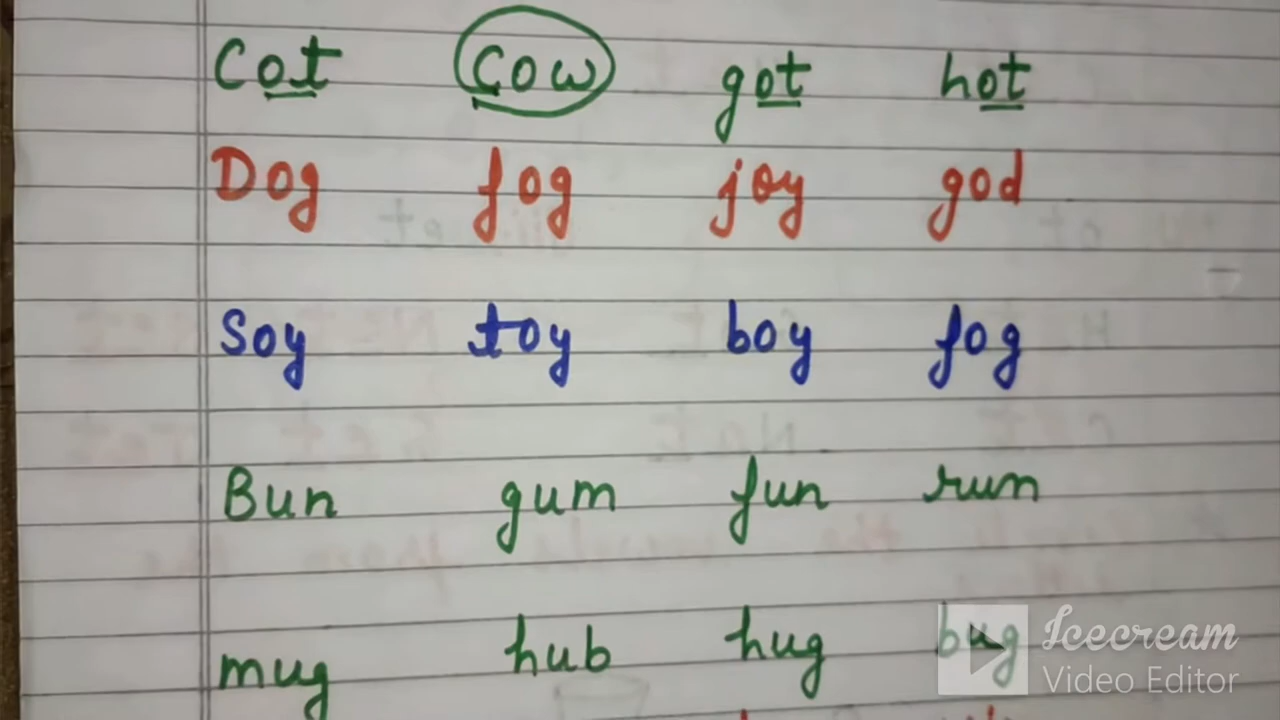 Cot cow got hot
Dog fog joy god
Soy toy boy fog
Bun gum fun run
mug hub hug bug
Icecream
Video Editor